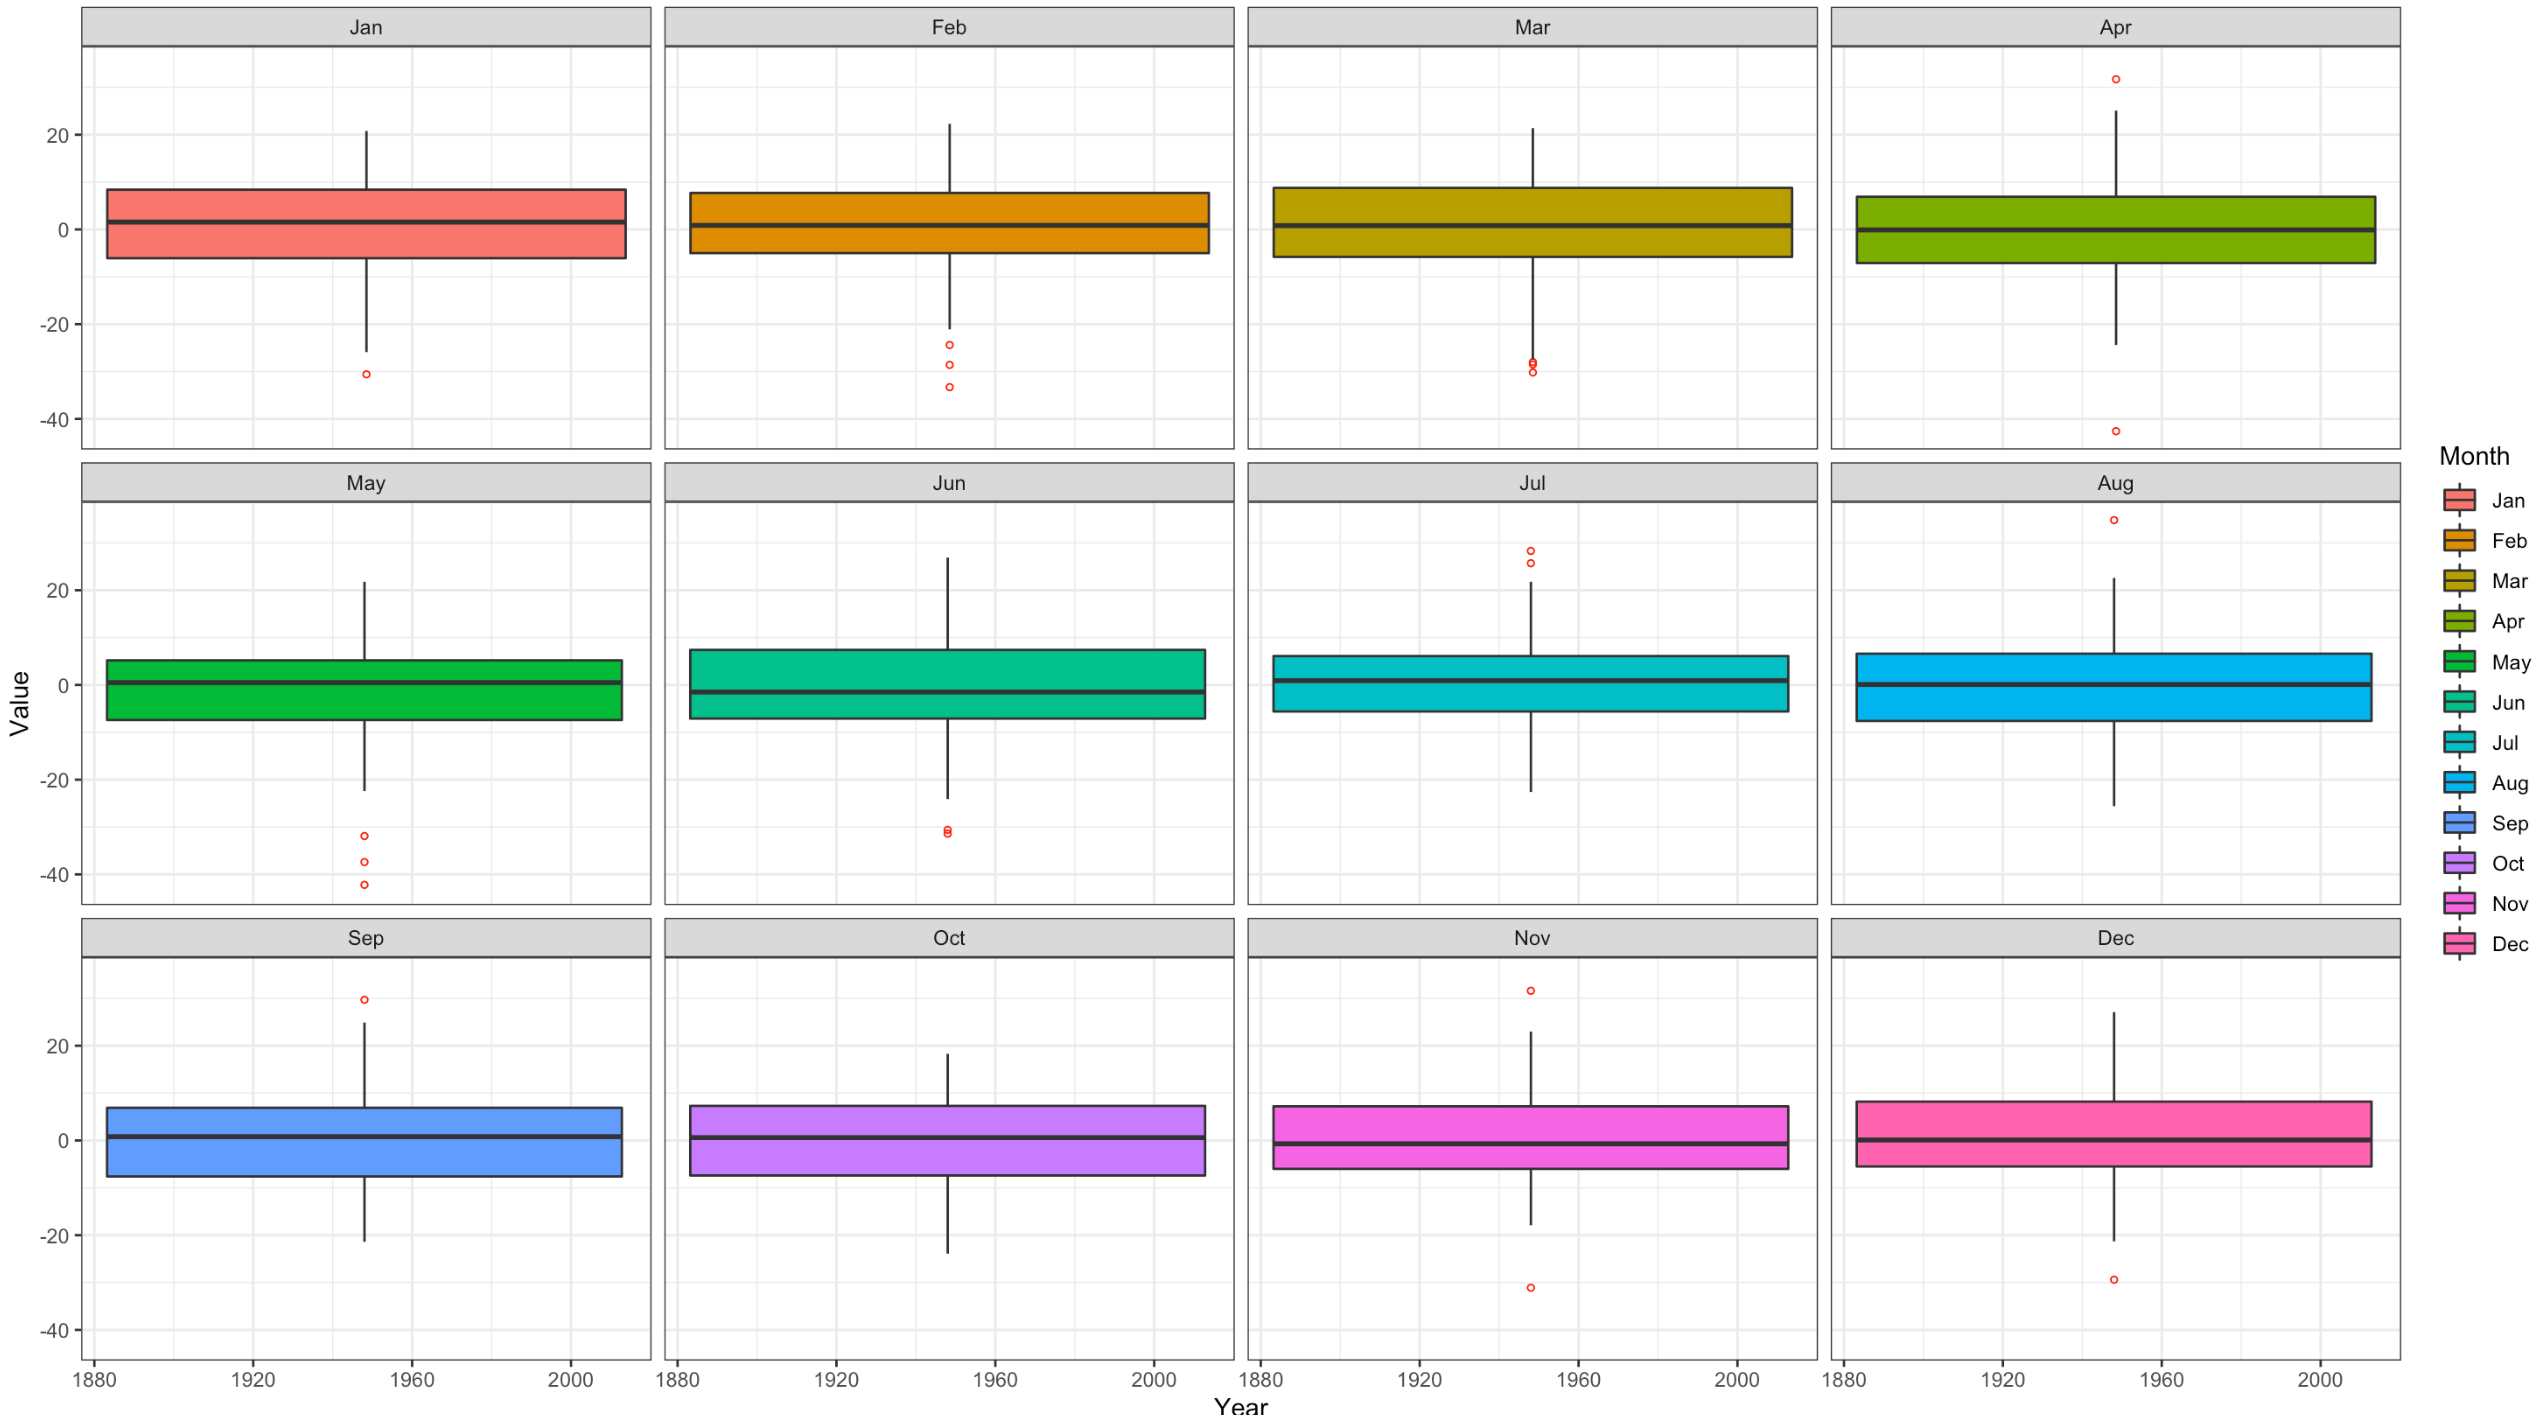 Jan Feb Mar Apr
20
0
-20
-40
May Jun Jul Aug
20
0
-20
-40
Sep Oct Nov Dec
20
0
-20
-40
1880 1920 1960 2000 1880 1920 1960 2000 1880 1920 1960 2000 1880 1920 1960 2000
Year
Value
Month
Jan
Feb
Mar
Apr
May
Jun
Jul
Aug
Sep
Oct
Nov
Dec